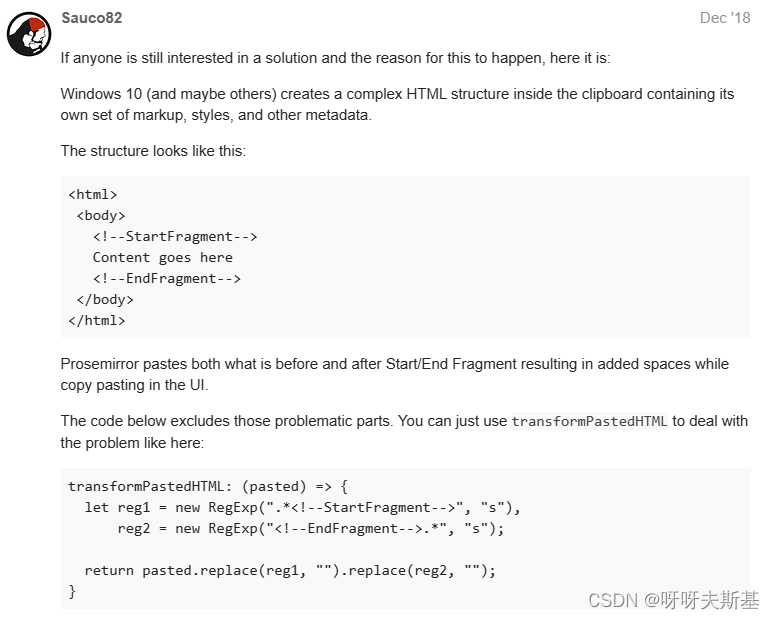 Sauco82
Dec '18
If anyone is still interested in a solution and the reason for this to happen, here it is:
Windows 10 (and maybe others) creates a complex HTML structure inside the clipboard containing its
own set of markup, styles, and other metadata.
The structure looks like this:
<html>
<body>
<!--StartFragment-->
Content goes here
<!--EndFragment-->
</body>
</html>
Prosemirror pastes both what is before and after Start/End Fragment resulting in added spaces while
copy pasting in the UI.
The code below excludes those problematic parts. You can just use transformPastedHTML to deal with
the problem like here:
transformPastedHTML: (pasted) => {
let reg1 = new RegExp(".*<!--StartFragment-->", "s"),
reg2 = new RegExp("<!--EndFragment-->.*", "s");
return pasted.replace(reg1, "").replace(reg2, "");
}
CSDN @呀呀夫斯基